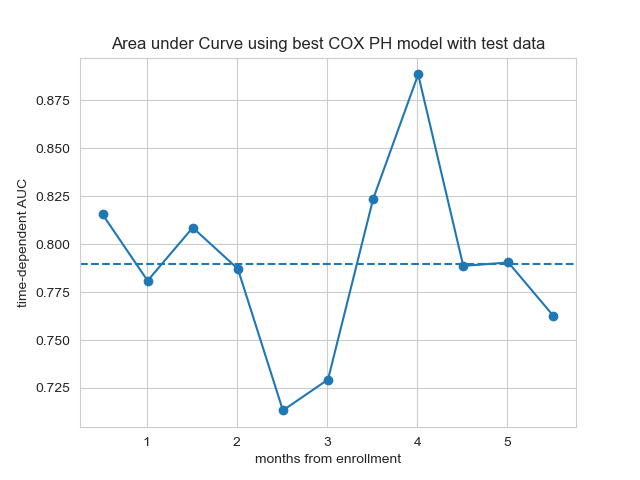 Area under Curve using best COX PH model with test data
time-dependent AUC
0.875
0.850
0.825
0.800
0.775
0.750
0.725
1 2 3 4 5
months from enrollment